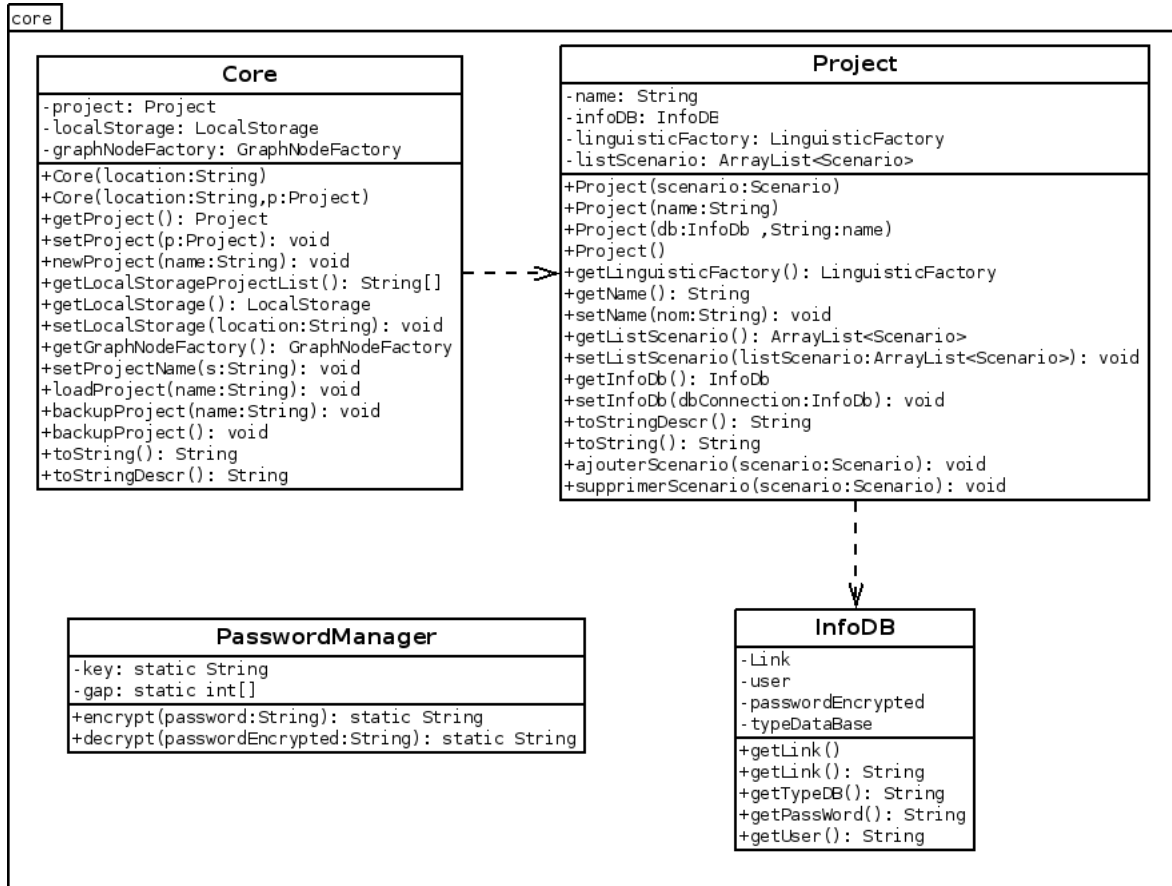 core
Core
-project: Project
-localStorage: LocalStorage
-graphNodeFactory: GraphNodeFactory
+Core(location:String)
+Core(location:String,p:Project)
+getProject(): Project
+setProject(p:Project): void
+newProject(name:String): void
+getLocalStorageProjectList(): String[]
+getLocalStorage(): LocalStorage
+setLocalStorage(location:String): void
+getGraphNodeFactory(): GraphNodeFactory
+setProjectName(s:String): void
+loadProject(name:String): void
+backupProject(name:String): void
+backupProject(): void
+toString(): String
+toStringDescr(): String
Project
-name: String
-infoDB: InfoDB
-linguisticFactory: LinguisticFactory
-listScenario: ArrayList<Scenario>
+Project(scenario:Scenario)
+Project(name:String)
+Project(db:InfoDb ,String:name)
+Project()
+getLinguisticFactory(): LinguisticFactory
+getName(): String
+setName(nom:String): void
+getListScenario(): ArrayList<Scenario>
+setListScenario(listScenario:ArrayList<Scenario>): void
+getInfoDb(): InfoDb
+setInfoDb(dbConnection:InfoDb): void
+toStringDescr(): String
+toString(): String
+ajouterScenario(scenario:Scenario): void
+supprimerScenario(scenario:Scenario): void
PasswordManager
-key: static String
-gap: static int[]
+encrypt(password:String): static String
+decrypt(passwordEncrypted:String): static String
InfoDB
-Link
-user
-passwordEncrypted
-typeDataBase
+getLink()
+getLink(): String
+getTypeDB(): String
+getPassWord(): String
+getUser(): String